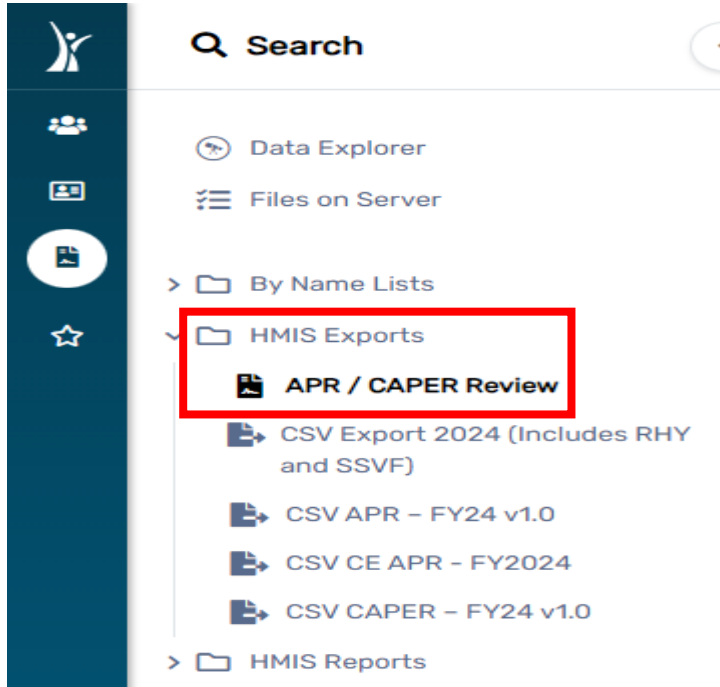 Search
Data Explorer
Files on Server
By Name Lists
HMIS Exports
APR / CAPER Review
CSV Export 2024 (Includes RHY
and SSVF)
CSV APR – FY24 v1.0
CSV CE APR - FY2024
CSV CAPER – FY24 v1.0
HMIS Reports